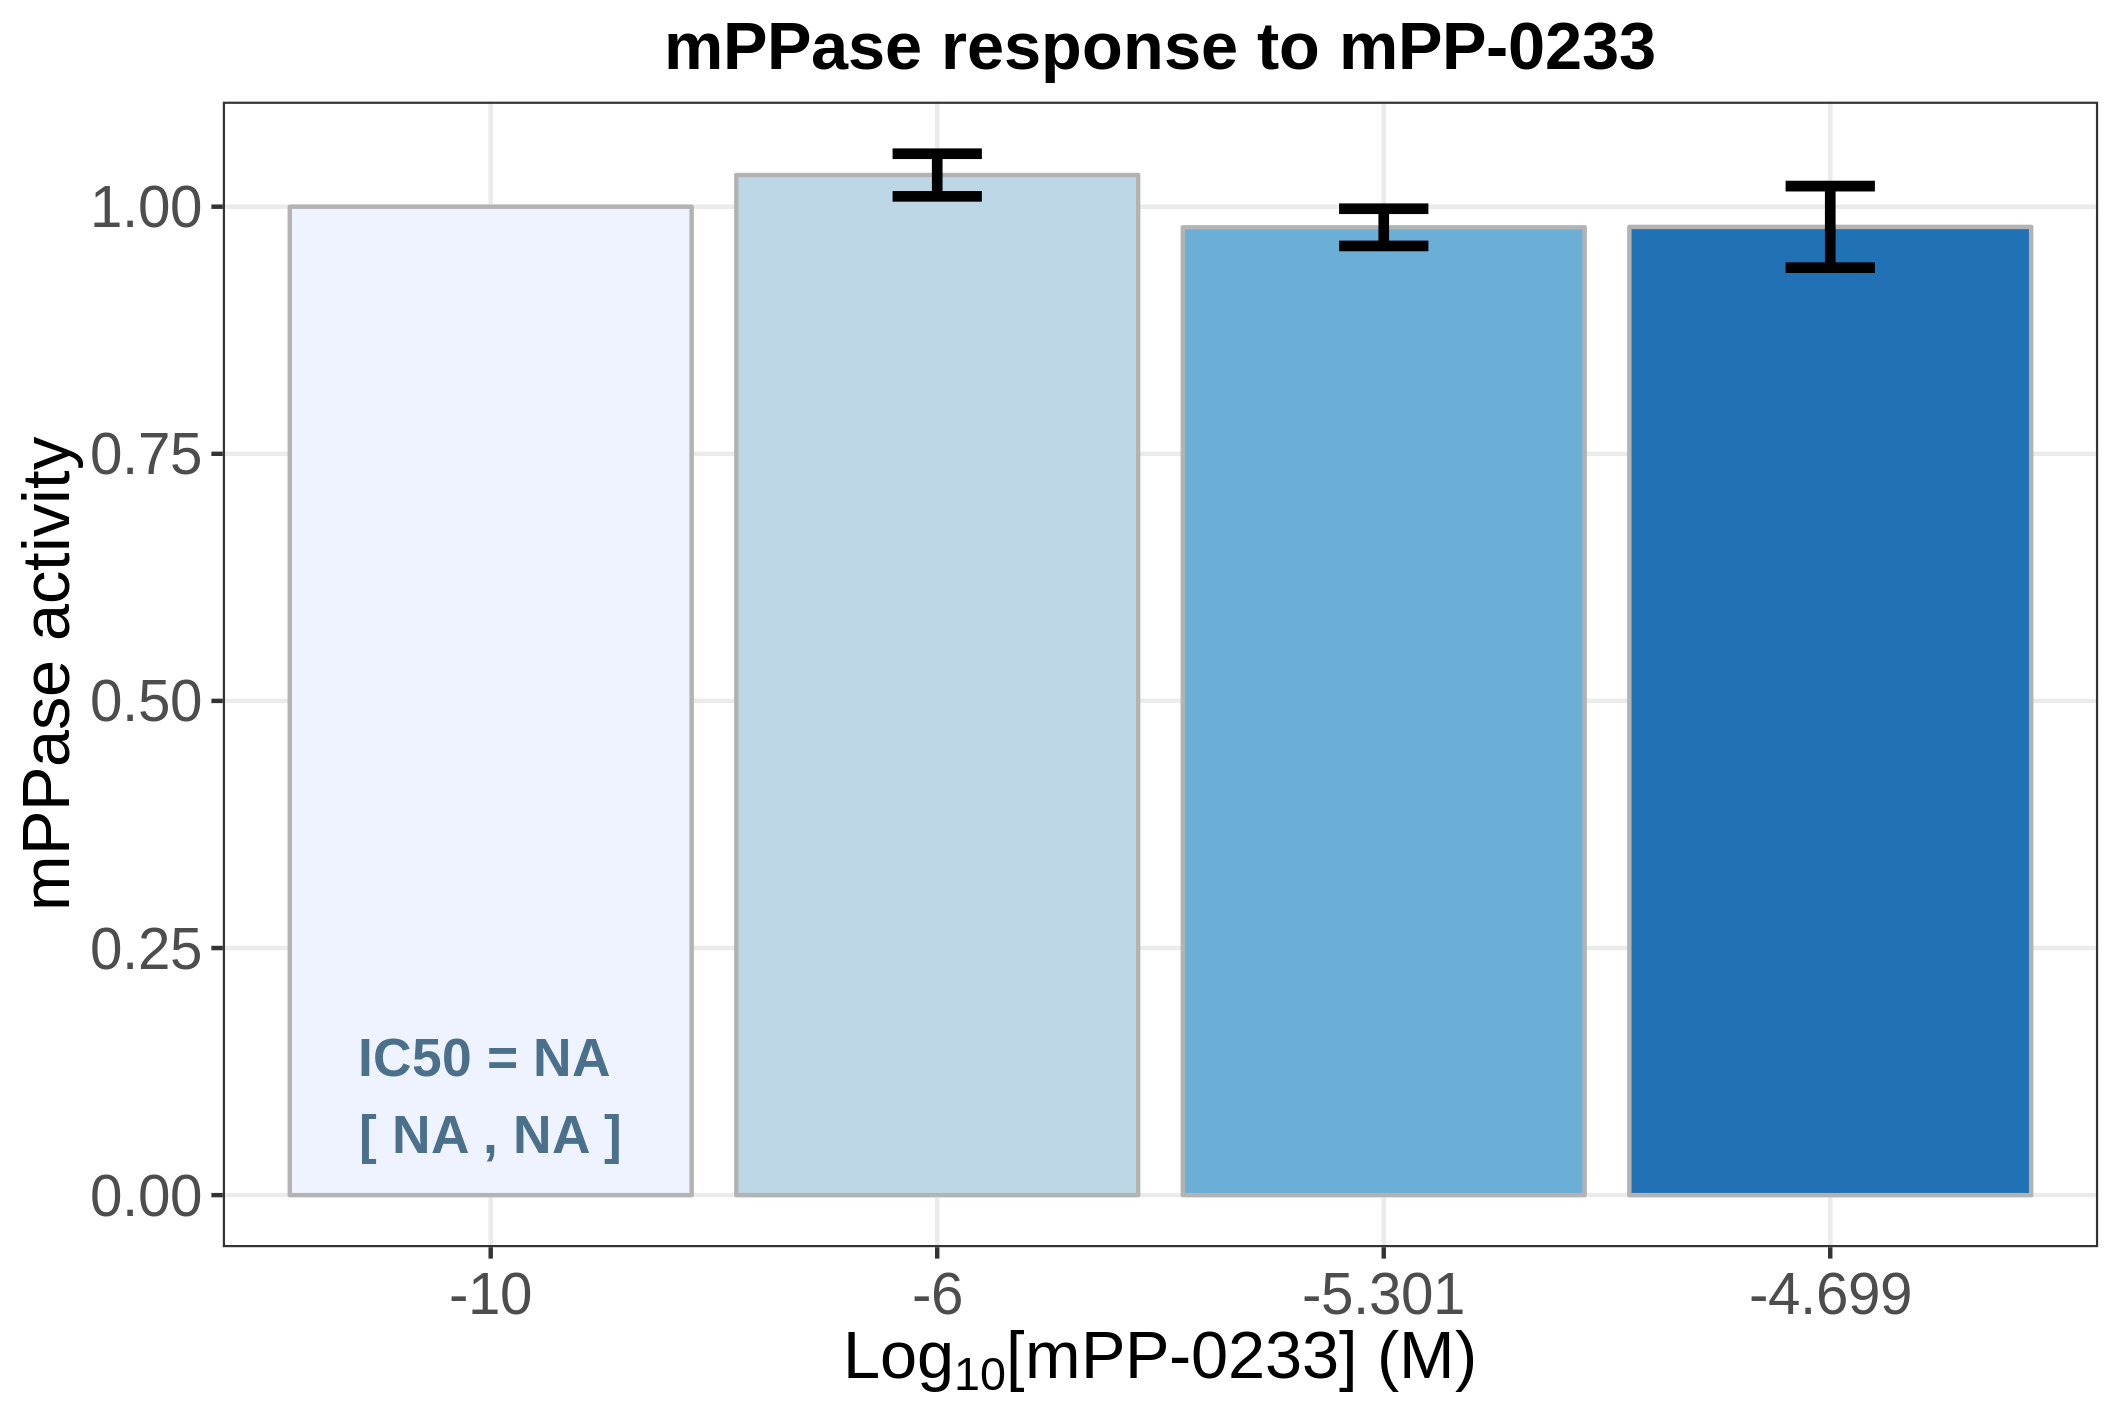 mPPase response to mPP-0233
mPPase activity
1.00
0.75
0.50
0.25
0.00
IC50 = NA
[ NA , NA ]
-10
-6
-5.301
-4.699
Log10[mPP-0233] (M)